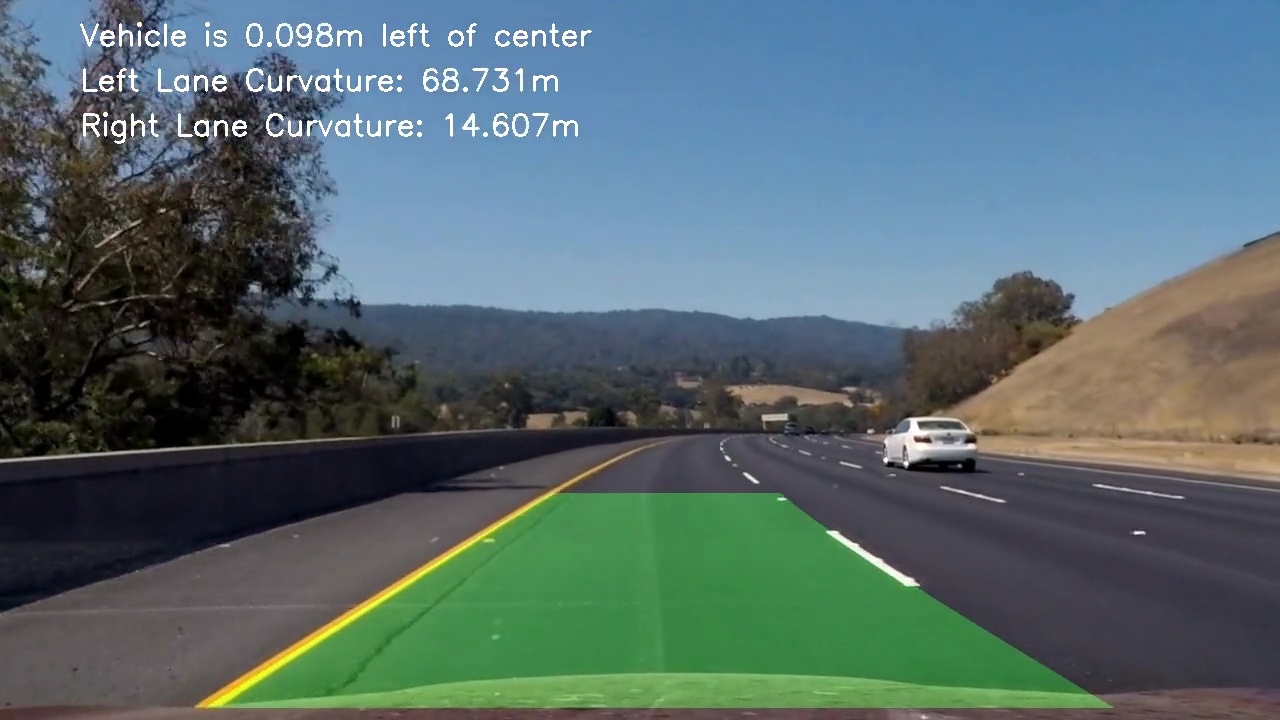 Vehicle is 0.098m left of center
Left Lane Curvature: 68.731m
Right Lane Curvature: 14.607m